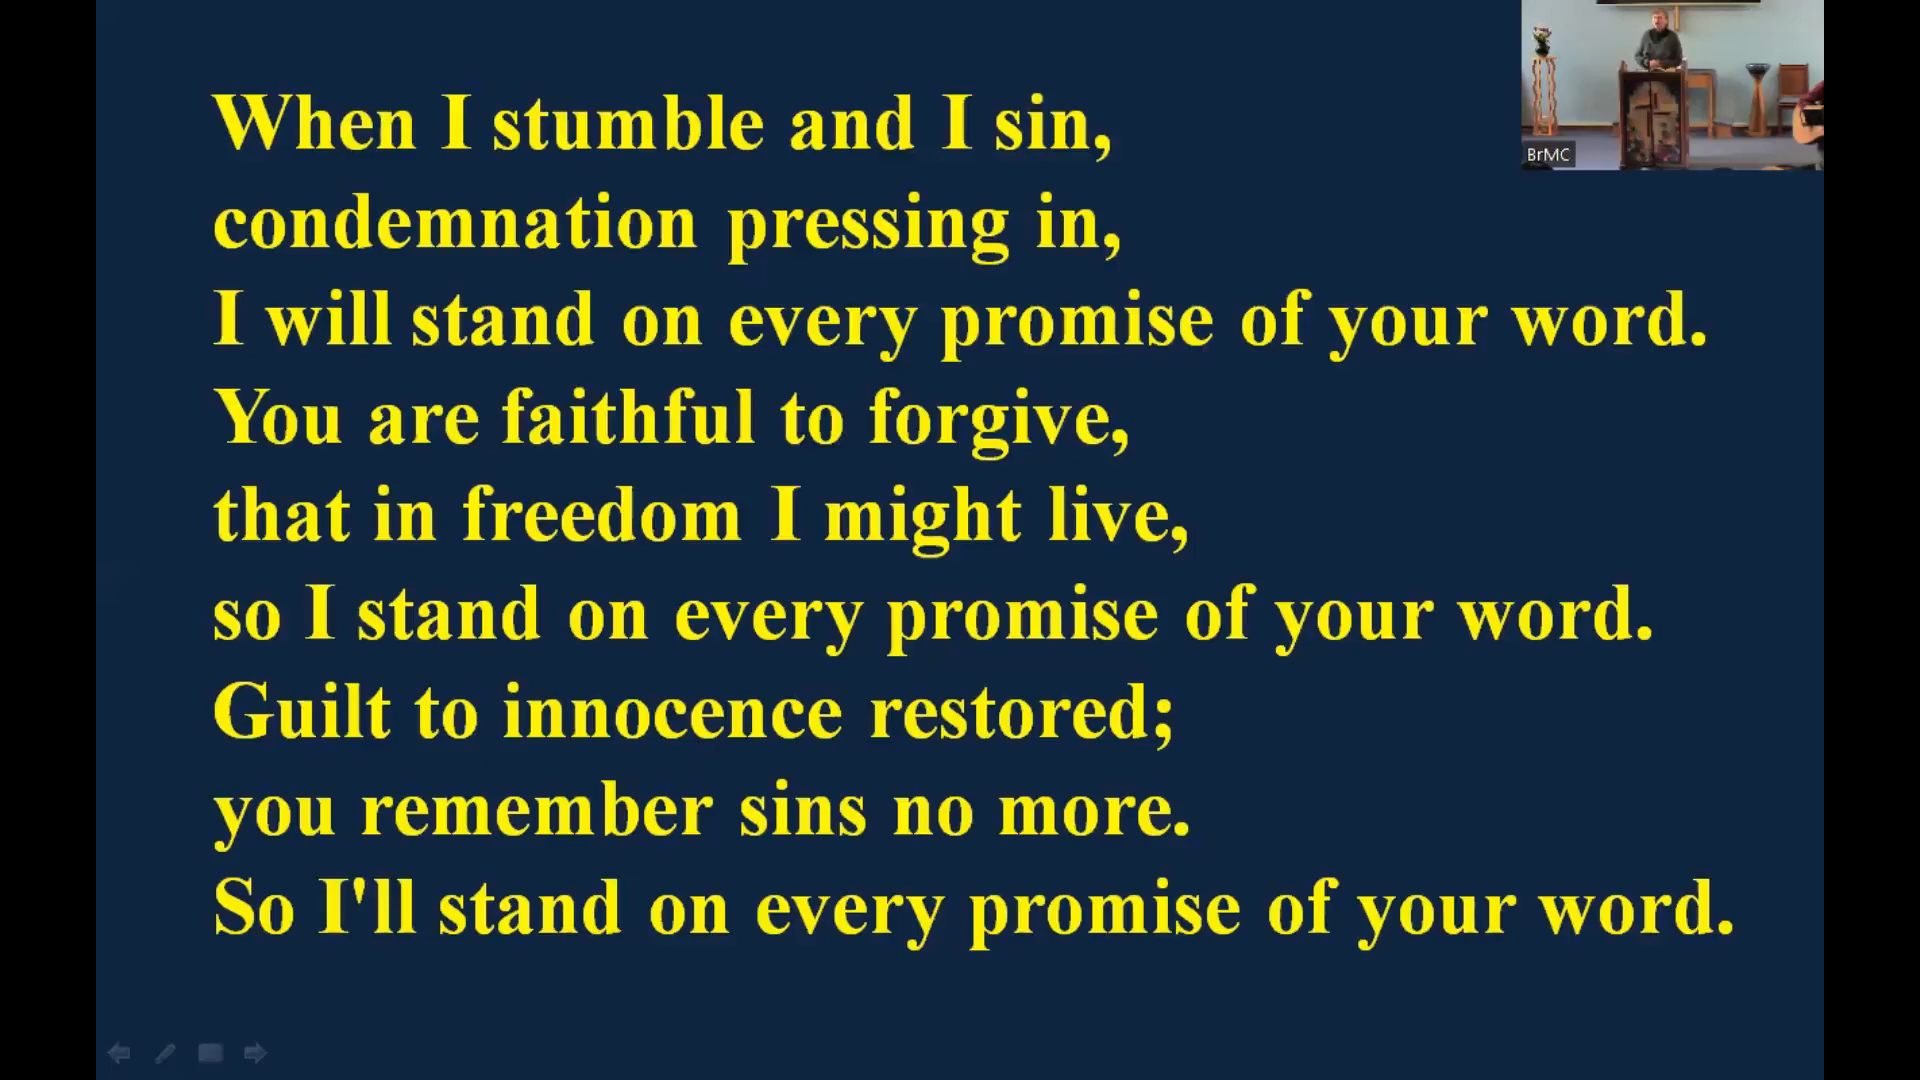 When I stumble and I sin,
condemnation pressing in,
I will stand on every promise of your word.
You are faithful to forgive,
that in freedom I might live,
so I stand on every promise of your word.
Guilt to innocence restored;
you remember sins no more.
So I'll stand on every promise of your word.
BrMC